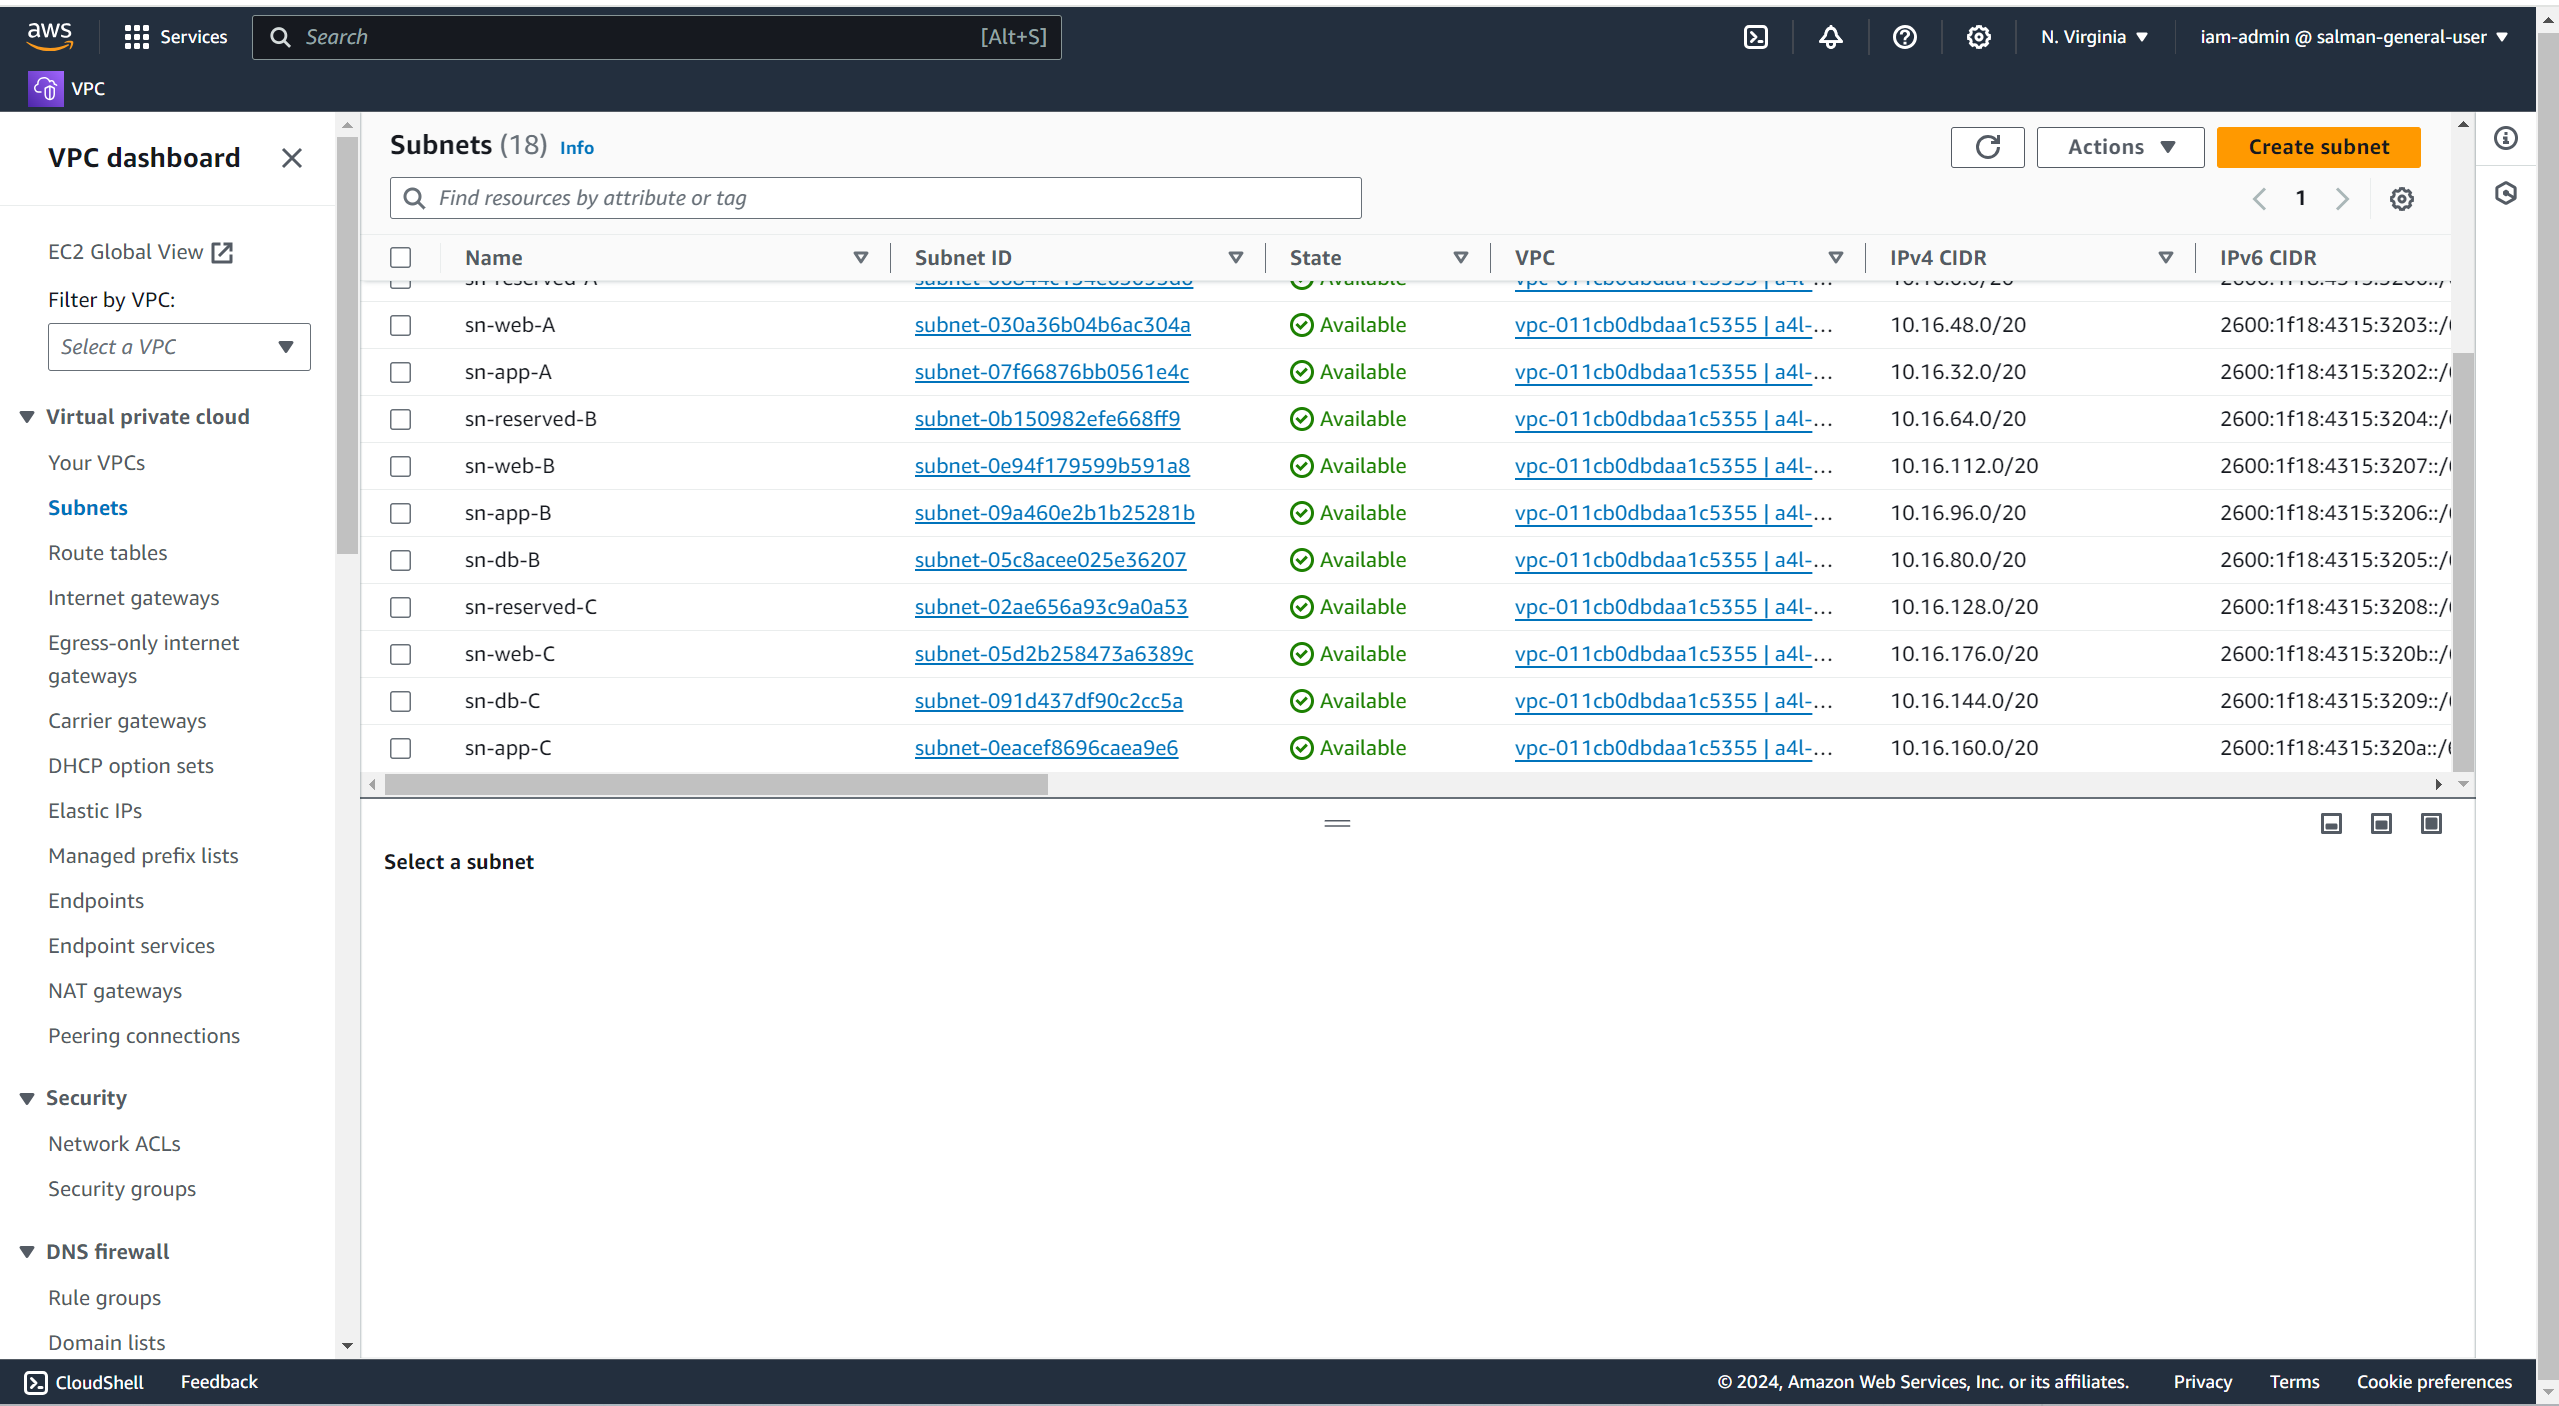 aws Services Search [Alt+S] N. Virginia iam-admin @ salman-general-user
VPC
VPC dashboard
EC2 Global View
Filter by VPC:
Select a VPC
Virtual private cloud
Your VPCs
Subnets
Route tables
Internet gateways
Egress-only internet
gateways
Carrier gateways
DHCP option sets
Elastic IPs
Managed prefix lists
Endpoints
Endpoint services
NAT gateways
Peering connections
Security
Network ACLs
Security groups
DNS firewall
Rule groups
Domain lists
Subnets (18) Info
Actions
Create subnet
Find resources by attribute or tag
1
Name Subnet ID State VPC IPv4 CIDR IPv6 CIDR
sn-reserved-A Available
sn-web-A subnet-030a36b04b6ac304a Available vpc-011cb0dbdaa1c5355 | a4l-... 10.16.48.0/20 2600:1f18:4315:3203::/
sn-app-A subnet-07f66876bb0561e4c Available vpc-011cb0dbdaa1c5355 | a4l-... 10.16.32.0/20 2600:1f18:4315:3202::/
sn-reserved-B subnet-0b150982efe668ff9 Available vpc-011cb0dbdaa1c5355 | a4l-... 10.16.64.0/20 2600:1f18:4315:3204::/
sn-web-B subnet-0e94f179599b591a8 Available vpc-011cb0dbdaa1c5355 | a4l-... 10.16.112.0/20 2600:1f18:4315:3207::/
sn-app-B subnet-09a460e2b1b25281b Available vpc-011cb0dbdaa1c5355 | a4l-... 10.16.96.0/20 2600:1f18:4315:3206::/
sn-db-B subnet-05c8acee025e36207 Available vpc-011cb0dbdaa1c5355 | a4l-... 10.16.80.0/20 2600:1f18:4315:3205::/
sn-reserved-C subnet-02ae656a93c9a0a53 Available vpc-011cb0dbdaa1c5355 | a4l-... 10.16.128.0/20 2600:1f18:4315:3208::/
sn-web-C subnet-05d2b258473a6389c Available vpc-011cb0dbdaa1c5355 | a4l-... 10.16.176.0/20 2600:1f18:4315:320b::/
sn-db-C subnet-091d437df90c2cc5a Available vpc-011cb0dbdaa1c5355 | a4l-... 10.16.144.0/20 2600:1f18:4315:3209::/
sn-app-C subnet-0eacef8696caea9e6 Available vpc-011cb0dbdaa1c5355 | a4l-... 10.16.160.0/20 2600:1f18:4315:320a::/
Select a subnet
CloudShell Feedback © 2024, Amazon Web Services, Inc. or its affiliates. Privacy Terms Cookie preferences